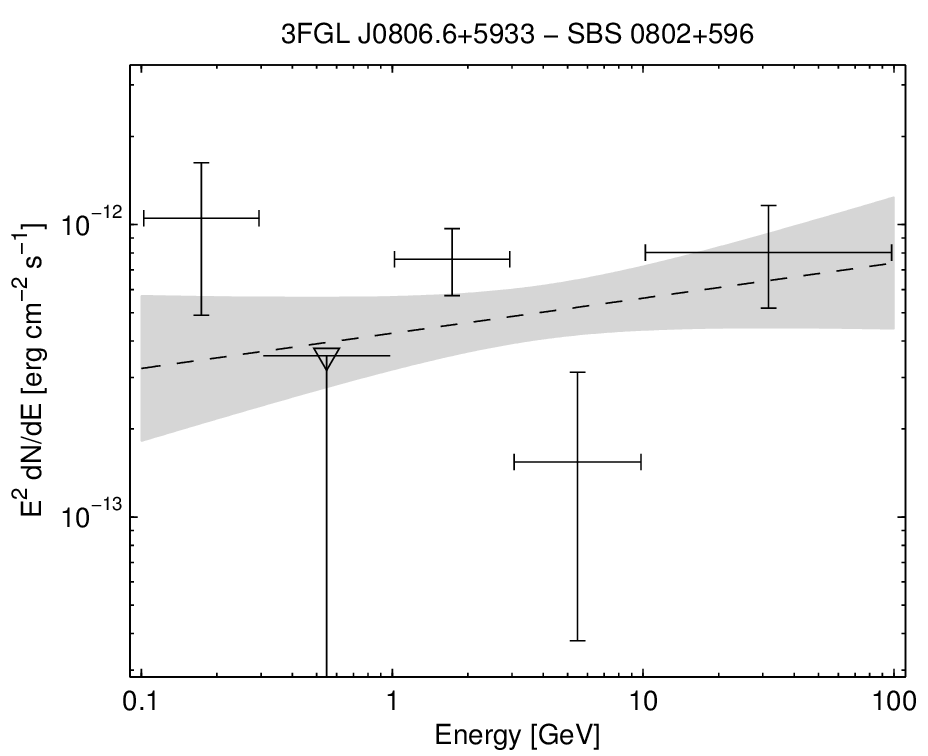 3FGL J0806.6+5933 − SBS 0802+596
E² dN/dE [erg cm⁻² s⁻¹]
10⁻¹²
10⁻¹³
0.1 1 10 100
Energy [GeV]